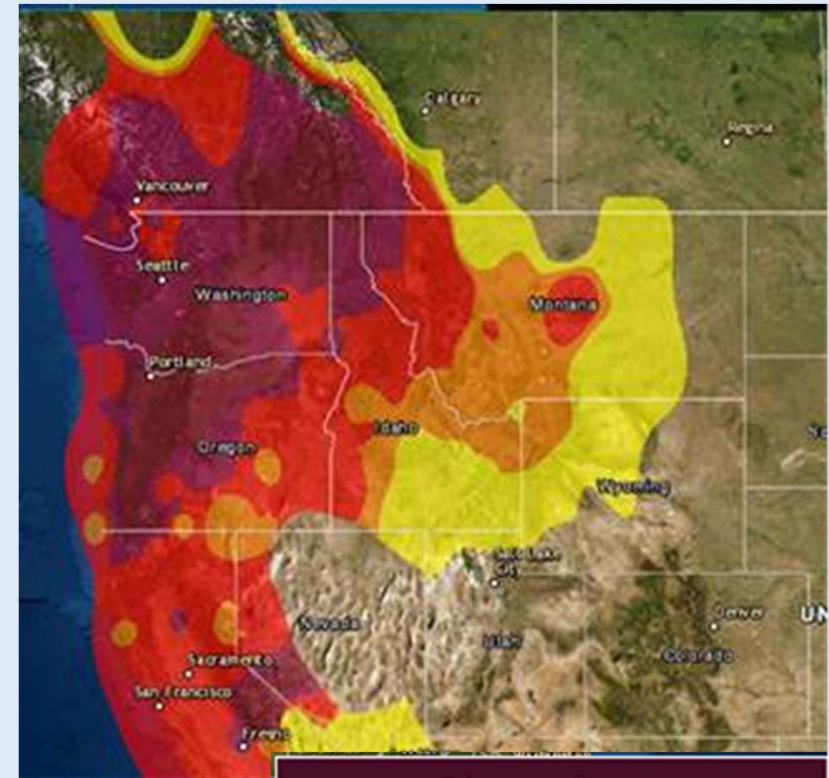 Calgary
Regina
Vancouver
Seattle
Washington
Montana
Portland
Idaho
Oregon
Wyoming
Salt Lake
City
Denver
UN
Nevada
Utah
Colorado
Sacramento
San Francisco
Fresno